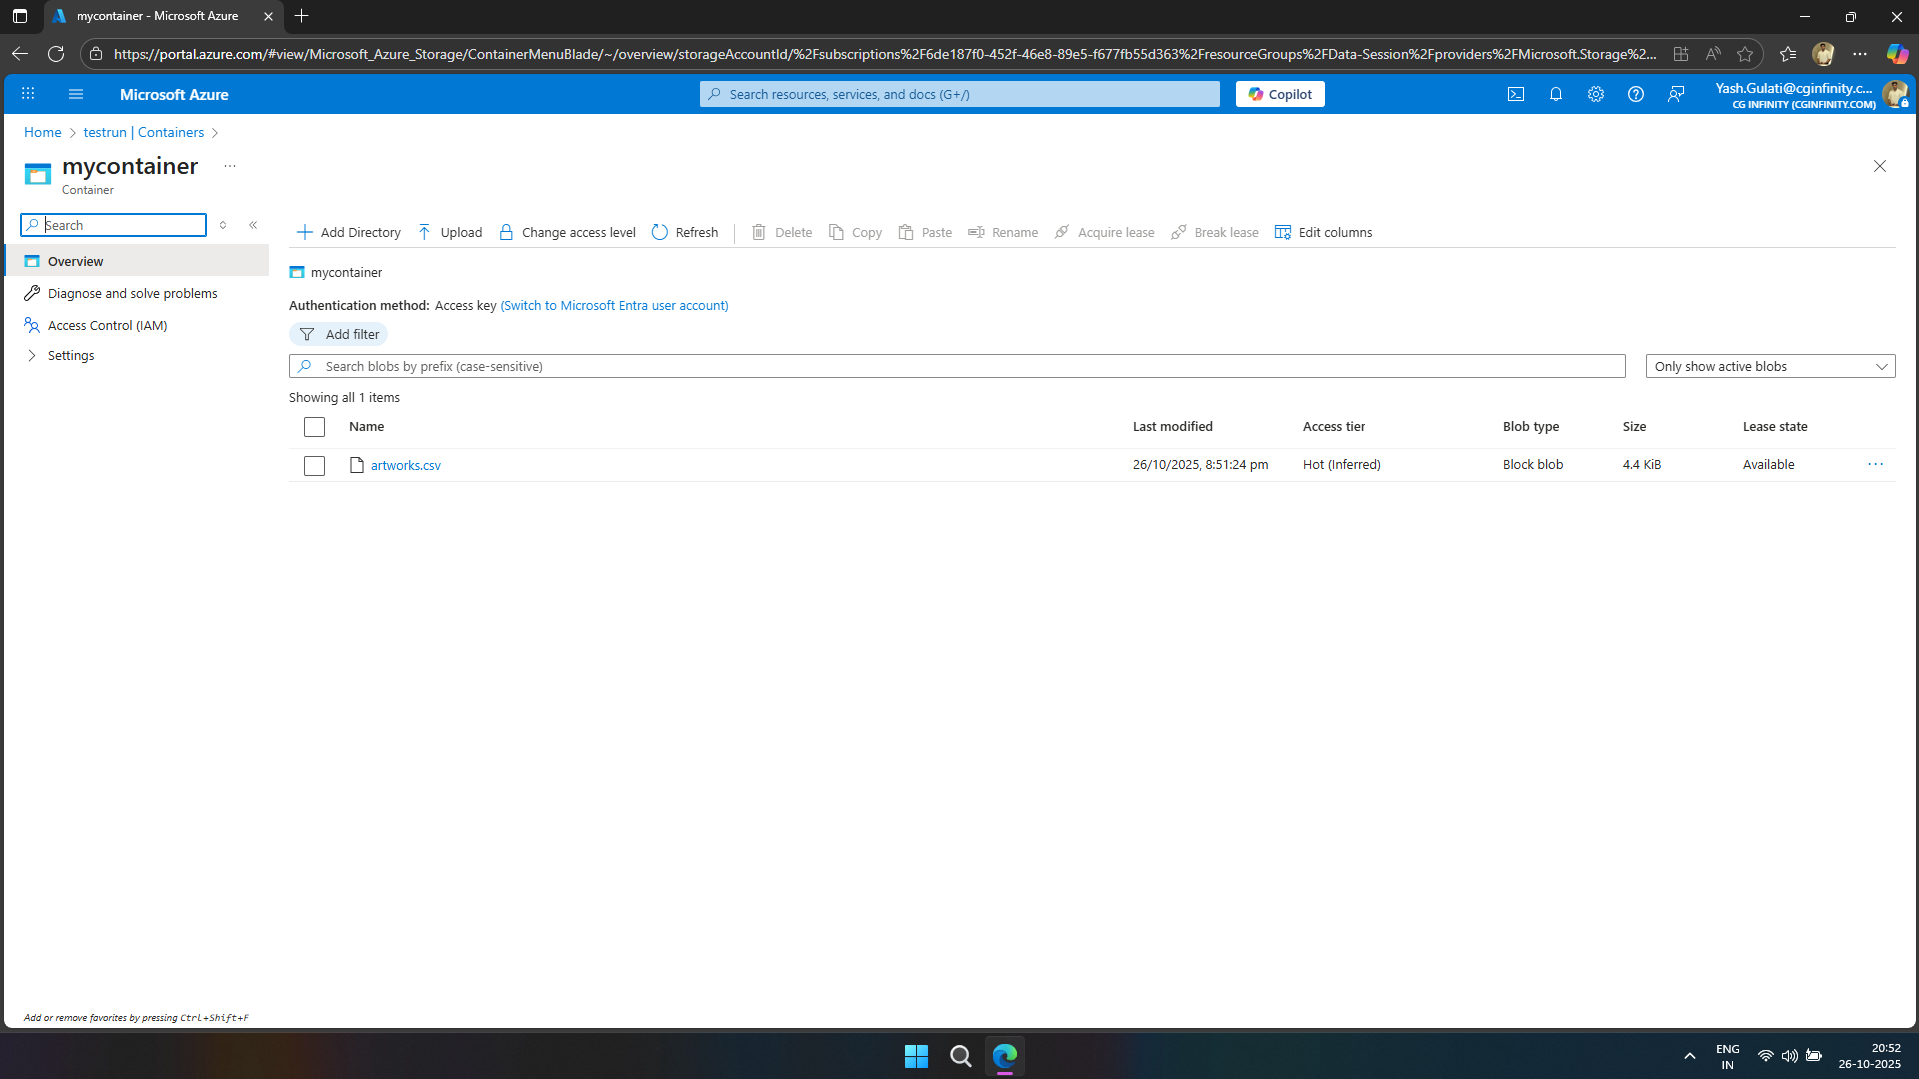 mycontainer - Microsoft Azure
https://portal.azure.com/#view/Microsoft_Azure_Storage/ContainerMenuBlade/~/overview/storageAccountId/%2Fsubscriptions%2F6de187f0-452f-46e8-89e5-f677fb55d363%2FresourceGroups%2FData-Session%2Fproviders%2FMicrosoft.Storage%2...
Microsoft Azure
Search resources, services, and docs (G+/)
Copilot
Yash.Gulati@cginfinity.c...
CG INFINITY (CGINFINITY.COM)
Home > testrun | Containers >
mycontainer
Container
Search
Add Directory Upload Change access level Refresh Delete Copy Paste Rename Acquire lease Break lease Edit columns
Overview
Diagnose and solve problems
Access Control (IAM)
Settings
mycontainer
Authentication method: Access key (Switch to Microsoft Entra user account)
Add filter
Search blobs by prefix (case-sensitive)
Only show active blobs
Showing all 1 items
Name Last modified Access tier Blob type Size Lease state
artworks.csv 26/10/2025, 8:51:24 pm Hot (Inferred) Block blob 4.4 KiB Available
Add or remove favorites by pressing Ctrl+Shift+F
ENG
IN
20:52
26-10-2025